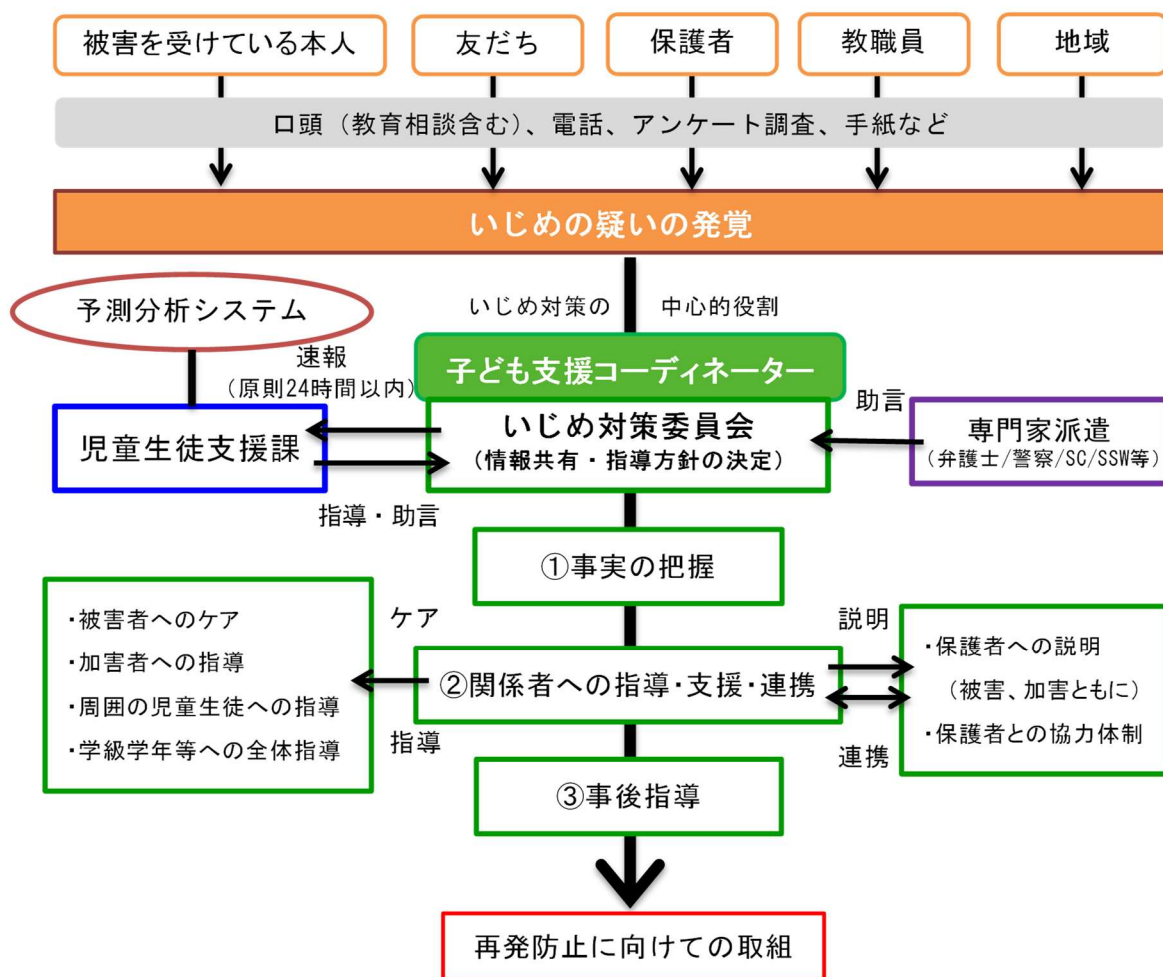 被害を受けている本人
友だち
保護者
教職員
地域
口頭（教育相談含む）、電話、アンケート調査、手紙など
いじめの疑いの発覚
予測分析システム
いじめ対策の 中心的役割
速報
（原則24時間以内）
子ども支援コーディネーター
児童生徒支援課
いじめ対策委員会
（情報共有・指導方針の決定）
助言
専門家派遣
（弁護士/警察/SC/SSW等）
指導・助言
①事実の把握
・被害者へのケア
・加害者への指導
・周囲の児童生徒への指導
・学級学年等への全体指導
ケア
指導
②関係者への指導・支援・連携
説明
連携
・保護者への説明
（被害、加害ともに）
・保護者との協力体制
③事後指導
再発防止に向けての取組